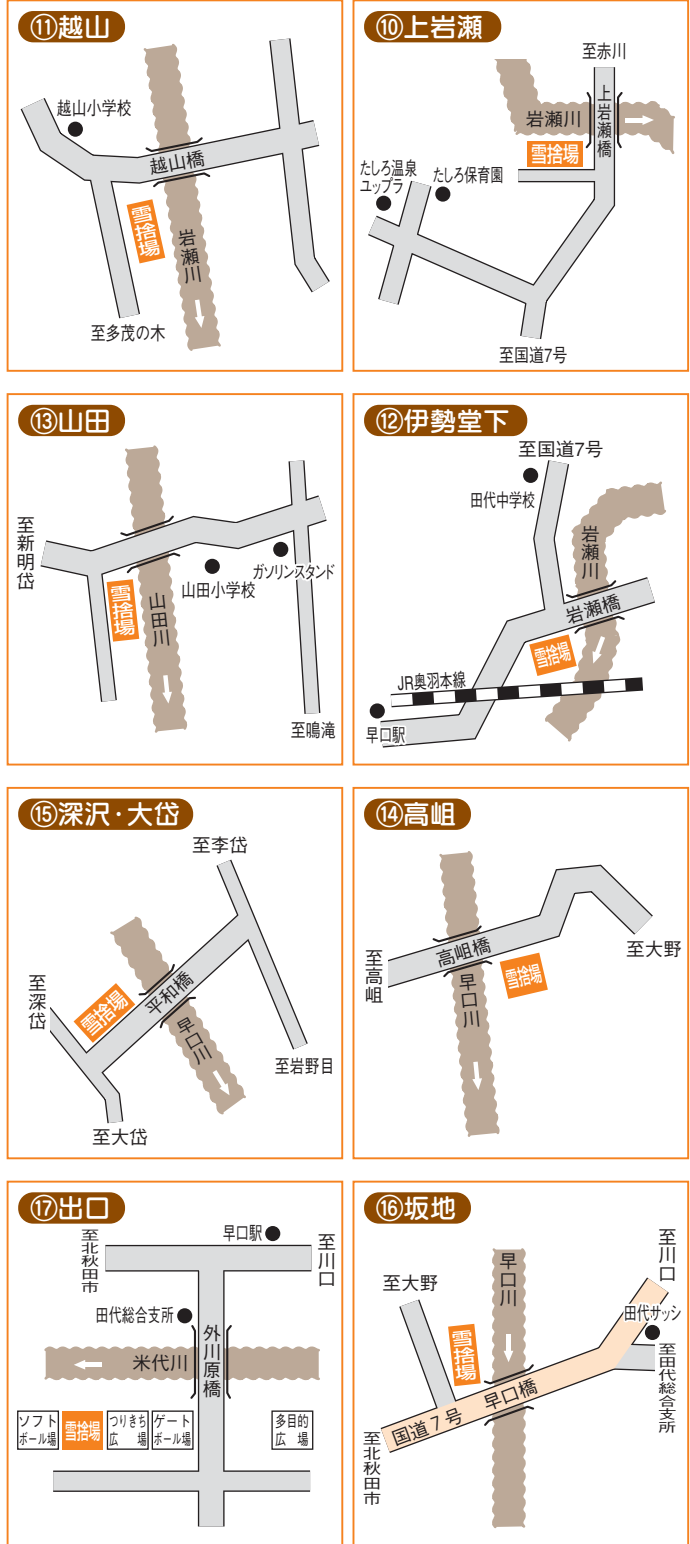 ⑪越山
越山小学校
越山橋
雪捨場
岩瀬川
至多茂の木
⑩上岩瀬
至赤川
上岩瀬橋
岩瀬川
雪捨場
たしろ温泉
ユップラ
たしろ保育園
至国道7号
⑬山田
至新明岱
雪捨場
山田川
山田小学校
ガソリンスタンド
至鳴滝
⑫伊勢堂下
至国道7号
田代中学校
岩瀬川
岩瀬橋
雪捨場
JR奥羽本線
早口駅
⑮深沢・大岱
至李岱
至深岱
雪捨場
平和橋
早口川
至岩野目
至大岱
⑭高岨
至高岨
高岨橋
雪捨場
早口川
至大野
⑰出口
至北秋田市
早口駅
至川口
田代総合支所
外川原橋
米代川
ソフト
ボール場
雪捨場
つりきち
広場
ゲート
ボール場
多目的
広場
⑯坂地
早口川
至川口
至大野
田代サッシ
雪捨場
至田代総合支所
早口橋
国道7号
至北秋田市